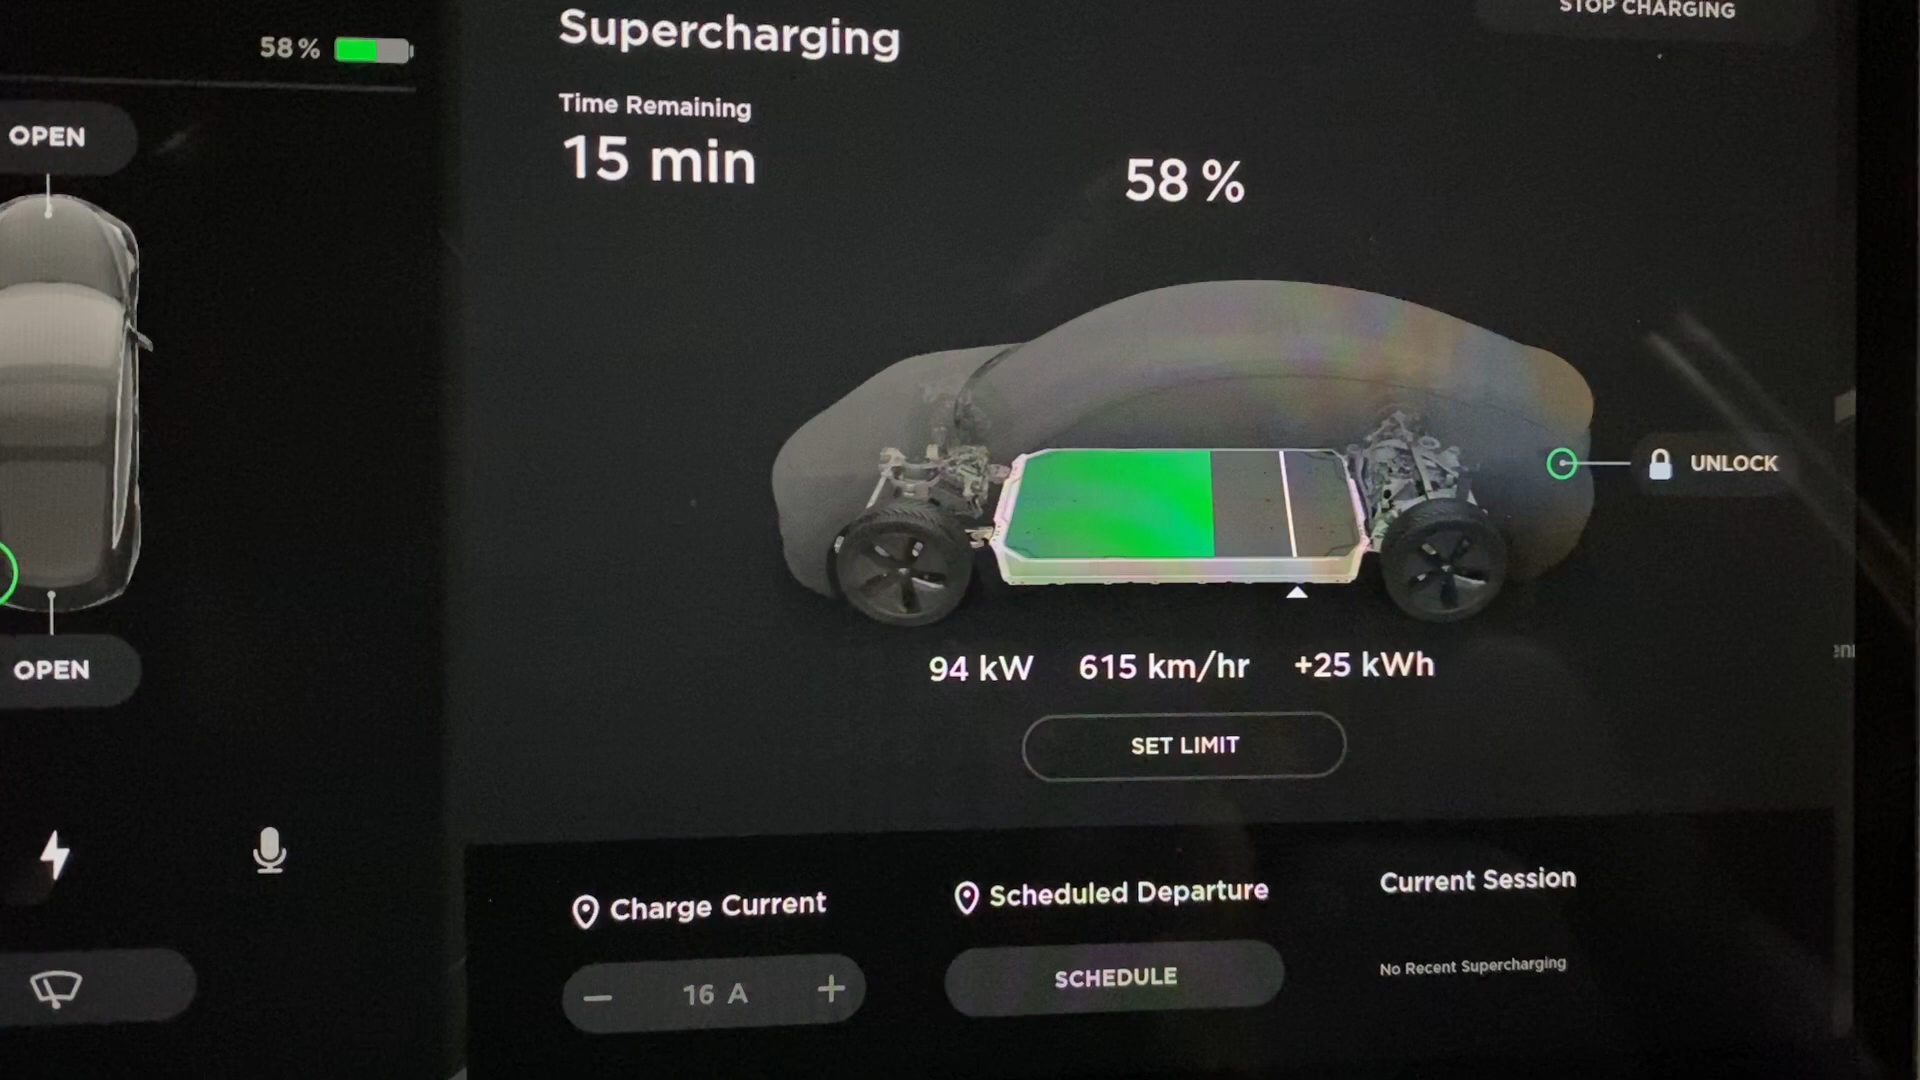 58%
OPEN
OPEN
Supercharging
STOP CHARGING
Time Remaining
15 min
58%
UNLOCK
94 kW 615 km/hr +25 kWh
SET LIMIT
Charge Current
16 A
Scheduled Departure
SCHEDULE
Current Session
No Recent Supercharging